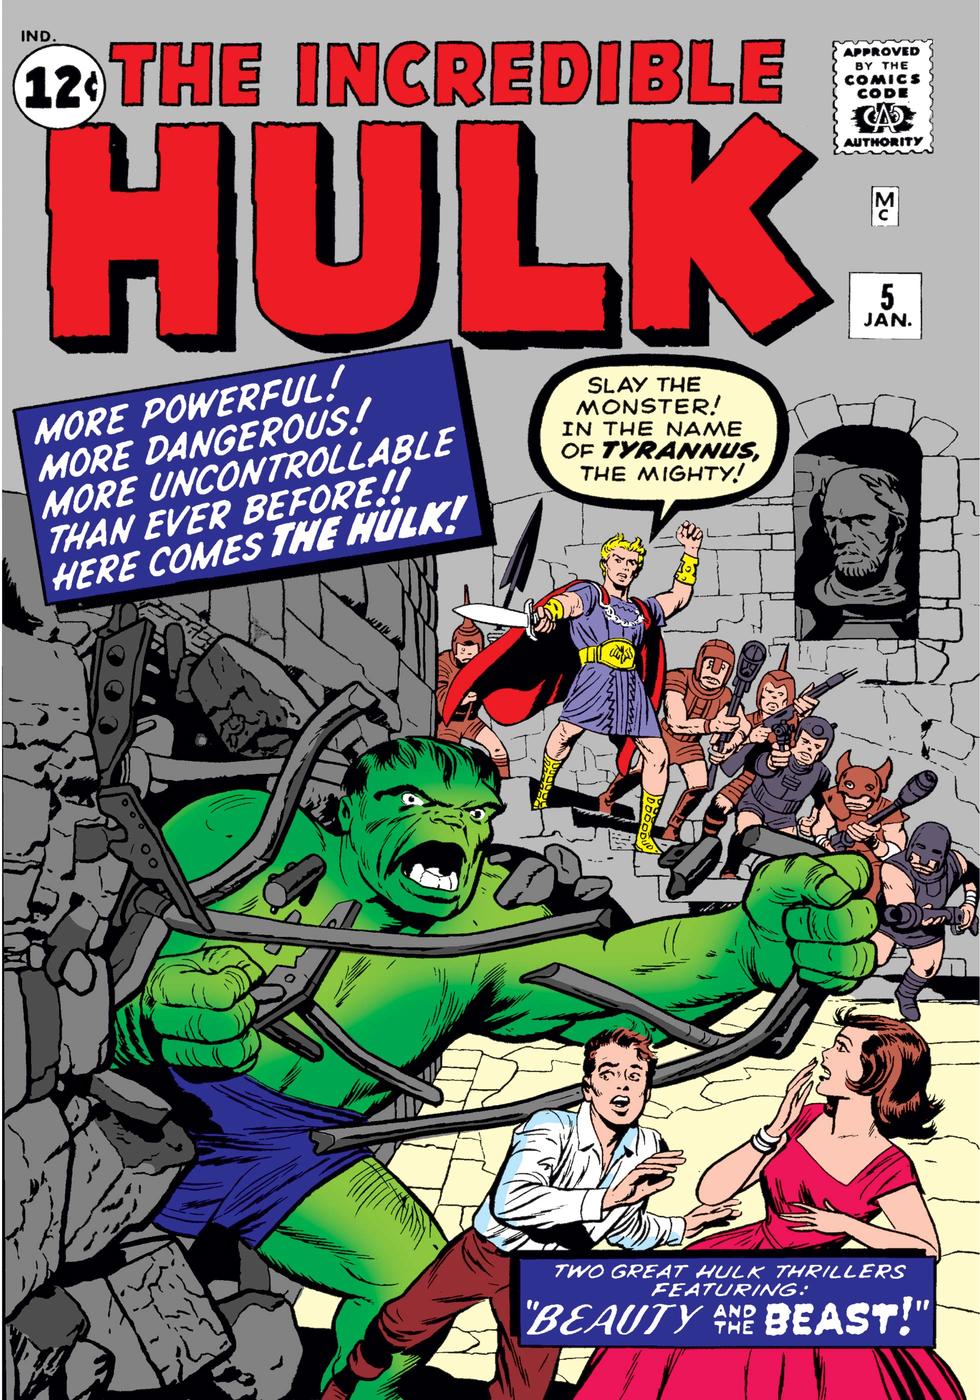 IND.
12¢
THE INCREDIBLE
HULK
APPROVED
BY THE
COMICS
CODE
CA
AUTHORITY
M
C
5
JAN.
MORE POWERFUL!
MORE DANGEROUS!
MORE UNCONTROLLABLE
THAN EVER BEFORE!!
HERE COMES THE HULK!
SLAY THE
MONSTER!
IN THE NAME
OF TYRANNUS,
THE MIGHTY!
TWO GREAT HULK THRILLERS
FEATURING:
"BEAUTY AND THE BEAST!"